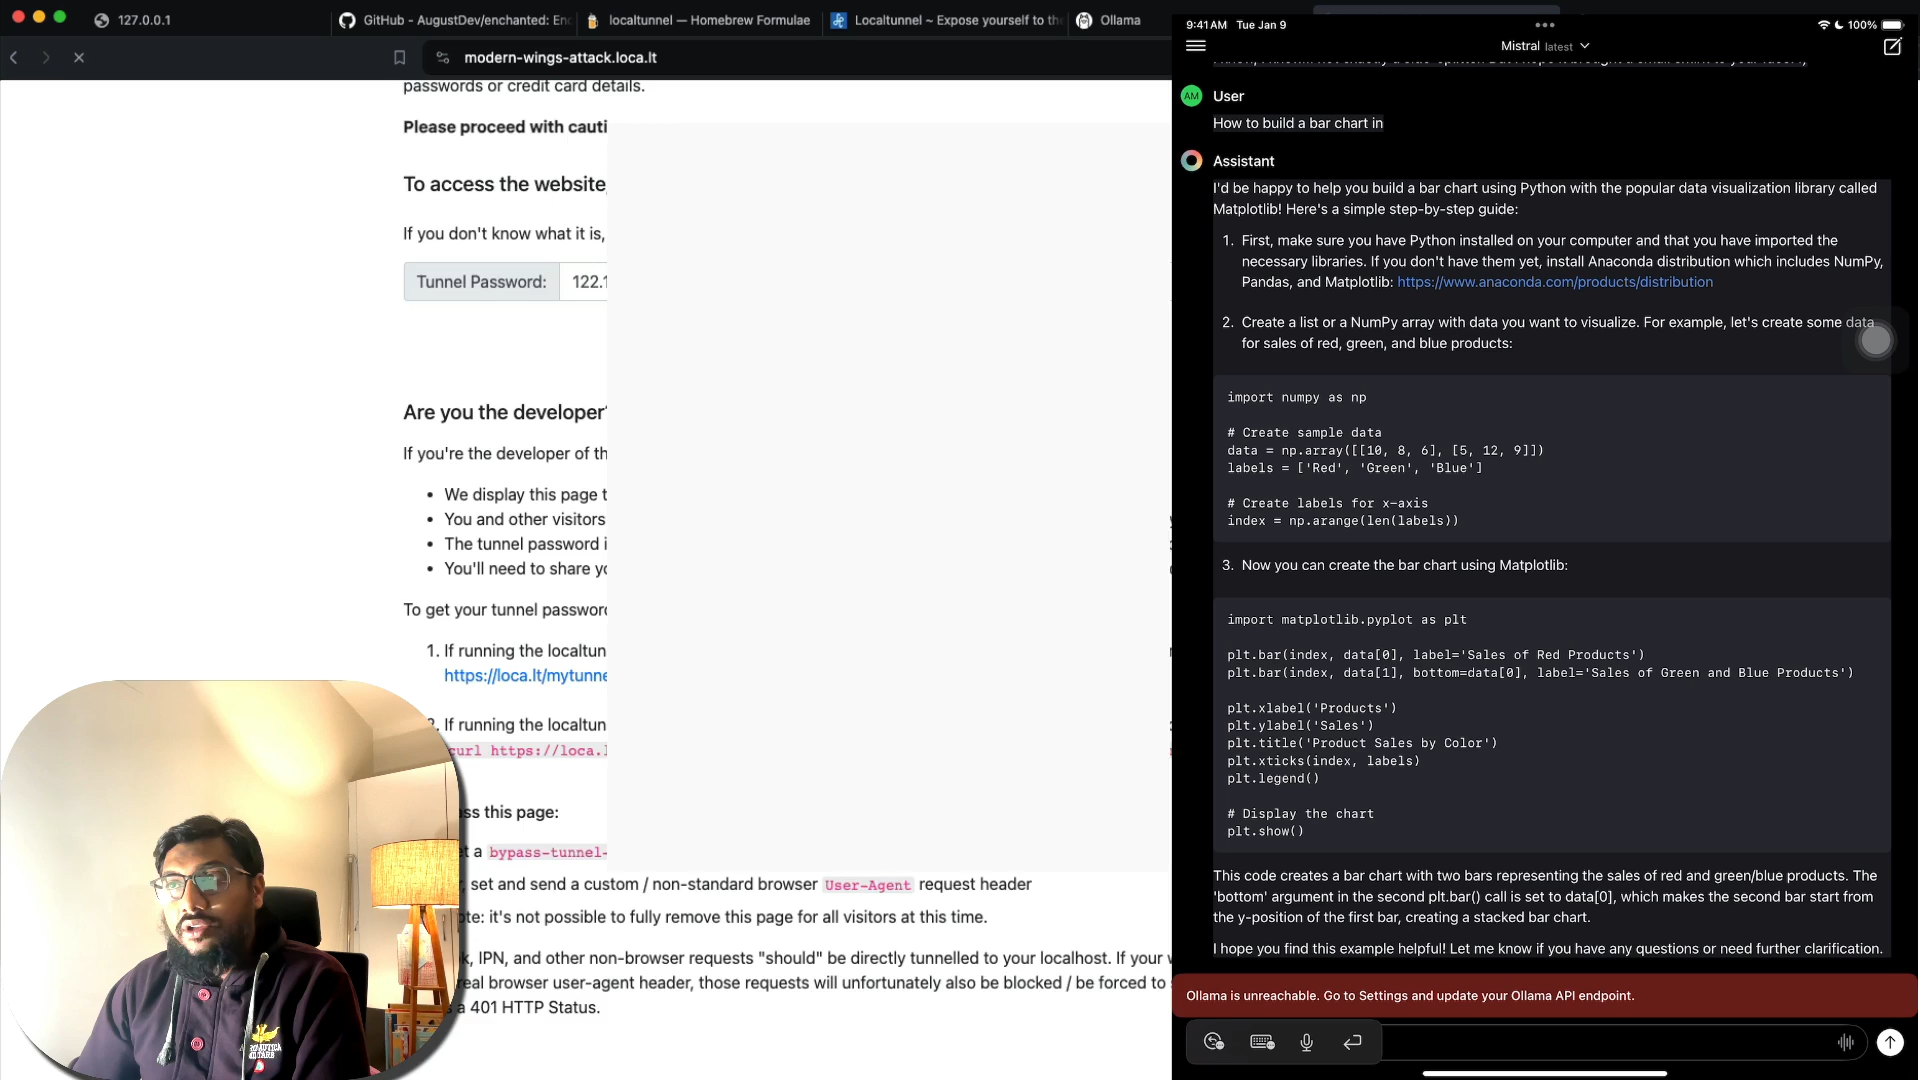 127.0.0.1
GitHub - AugustDev/enchanted: Enc
localtunnel — Homebrew Formulae
Localtunnel ~ Expose yourself to the
Ollama
modern-wings-attack.loca.lt
passwords or credit card details.
Please proceed with cauti
To access the website,
If you don't know what it is,
Tunnel Password:
122.1
Are you the developer?
If you're the developer of th
• We display this page t
• You and other visitors
• The tunnel password i
• You'll need to share yo
To get your tunnel password
1. If running the localtun
https://loca.lt/mytunne
If running the localtun
curl https://loca.l
ass this page:
et a bypass-tunnel-
, set and send a custom / non-standard browser User-Agent request header
ote: it's not possible to fully remove this page for all visitors at this time.
k, IPN, and other non-browser requests "should" be directly tunnelled to your localhost. If your w
real browser user-agent header, those requests will unfortunately also be blocked / be forced to
a 401 HTTP Status.
9:41 AM Tue Jan 9
100%
Mistral latest
AM User
How to build a bar chart in
Assistant
I'd be happy to help you build a bar chart using Python with the popular data visualization library called
Matplotlib! Here's a simple step-by-step guide:
1. First, make sure you have Python installed on your computer and that you have imported the
necessary libraries. If you don't have them yet, install Anaconda distribution which includes NumPy,
Pandas, and Matplotlib: https://www.anaconda.com/products/distribution
2. Create a list or a NumPy array with data you want to visualize. For example, let's create some data
for sales of red, green, and blue products:
import numpy as np
# Create sample data
data = np.array([[10, 8, 6], [5, 12, 9]])
labels = ['Red', 'Green', 'Blue']
# Create labels for x-axis
index = np.arange(len(labels))
3. Now you can create the bar chart using Matplotlib:
import matplotlib.pyplot as plt
plt.bar(index, data[0], label='Sales of Red Products')
plt.bar(index, data[1], bottom=data[0], label='Sales of Green and Blue Products')
plt.xlabel('Products')
plt.ylabel('Sales')
plt.title('Product Sales by Color')
plt.xticks(index, labels)
plt.legend()
# Display the chart
plt.show()
This code creates a bar chart with two bars representing the sales of red and green/blue products. The
'bottom' argument in the second plt.bar() call is set to data[0], which makes the second bar start from
the y-position of the first bar, creating a stacked bar chart.
I hope you find this example helpful! Let me know if you have any questions or need further clarification.
Ollama is unreachable. Go to Settings and update your Ollama API endpoint.